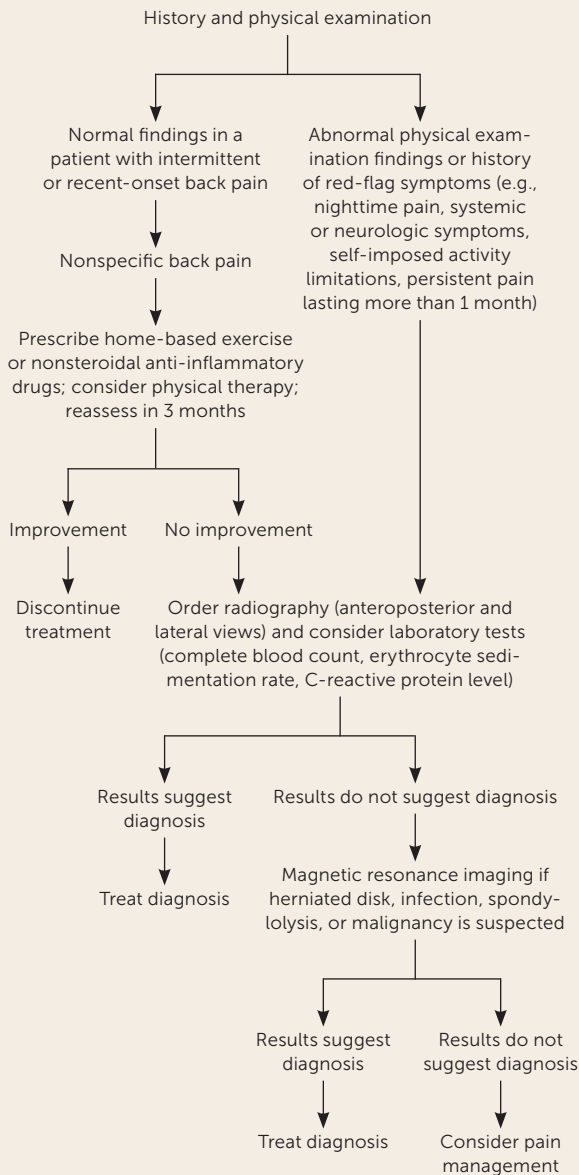 History and physical examination
Normal findings in a
patient with intermittent
or recent-onset back pain
Abnormal physical exam-
ination findings or history
of red-flag symptoms (e.g.,
nighttime pain, systemic
or neurologic symptoms,
self-imposed activity
limitations, persistent pain
lasting more than 1 month)
Nonspecific back pain
Prescribe home-based exercise
or nonsteroidal anti-inflammatory
drugs; consider physical therapy;
reassess in 3 months
Improvement
No improvement
Discontinue
treatment
Order radiography (anteroposterior and
lateral views) and consider laboratory tests
(complete blood count, erythrocyte sedi-
mentation rate, C-reactive protein level)
Results suggest
diagnosis
Results do not suggest diagnosis
Treat diagnosis
Magnetic resonance imaging if
herniated disk, infection, spondy-
lolysis, or malignancy is suspected
Results suggest
diagnosis
Results do not
suggest diagnosis
Treat diagnosis
Consider pain
management